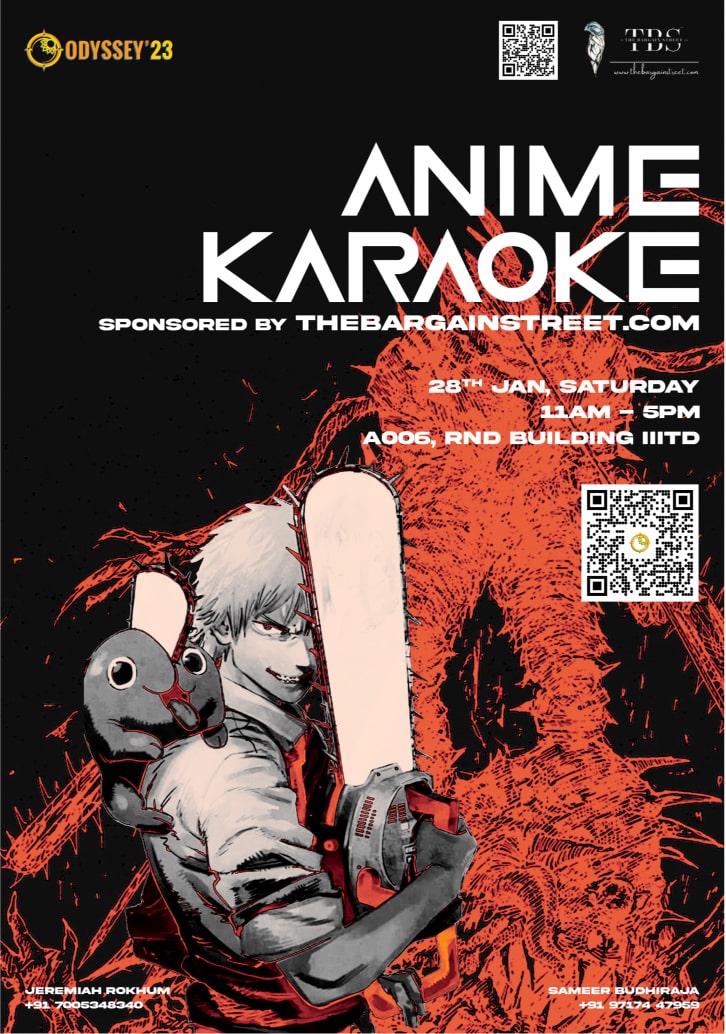 ODYSSEY'23
TBS
THE BARGAIN STREET
www.thebargainstreet.com
ANIME
KARAOKE
SPONSORED BY THEBARGAINSTREET.COM
28TH JAN, SATURDAY
11AM - 5PM
A006, RND BUILDING IIITD
JEREMIAH ROKHUM
+91 7005348340
SAMEER BUDHIRAJA
+91 97174 47959